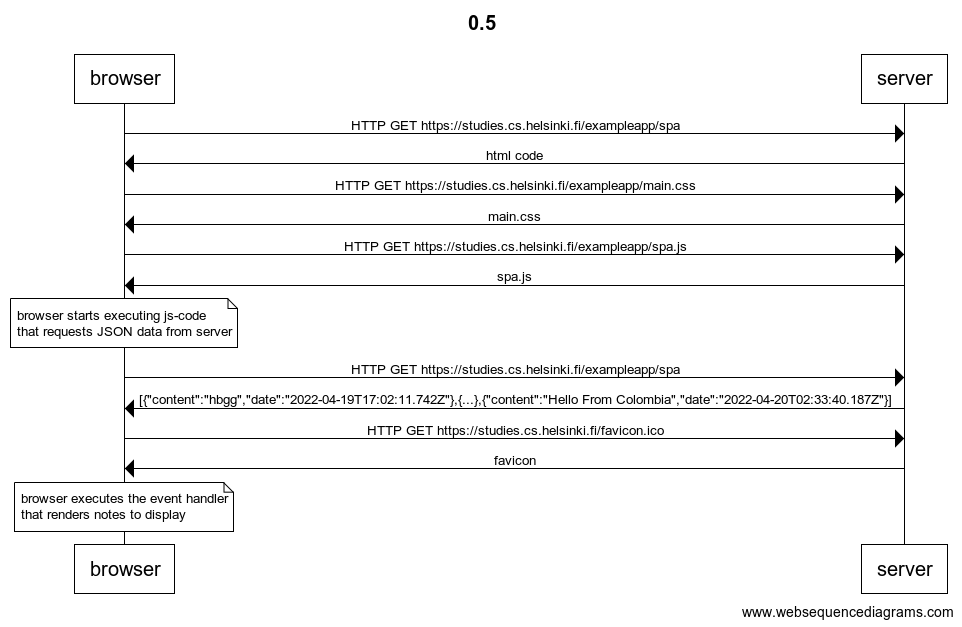 0.5
browser
server
HTTP GET https://studies.cs.helsinki.fi/exampleapp/spa
html code
HTTP GET https://studies.cs.helsinki.fi/exampleapp/main.css
main.css
HTTP GET https://studies.cs.helsinki.fi/exampleapp/spa.js
spa.js
browser starts executing js-code
that requests JSON data from server
HTTP GET https://studies.cs.helsinki.fi/exampleapp/spa
[{"content":"hbgg","date":"2022-04-19T17:02:11.742Z"},{...},{"content":"Hello From Colombia","date":"2022-04-20T02:33:40.187Z"}]
HTTP GET https://studies.cs.helsinki.fi/favicon.ico
favicon
browser executes the event handler
that renders notes to display
browser
server
www.websequencediagrams.com